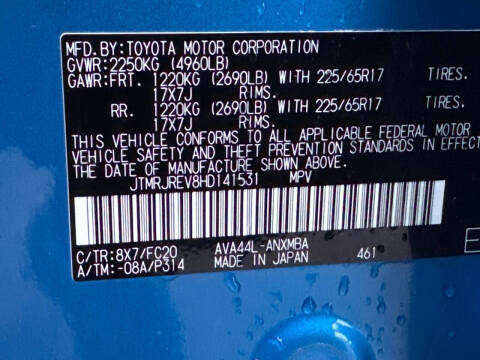 MFD. BY: TOYOTA MOTOR CORPORATION
GVWR: 2250KG (4960LB)
GAWR: FRT. 1220KG (2690LB) WITH 225/65R17 TIRES.
17X7J RIMS.
RR. 1220KG (2690LB) WITH 225/65R17 TIRES.
17X7J RIMS.
THIS VEHICLE CONFORMS TO ALL APPLICABLE FEDERAL MOTOR
VEHICLE SAFETY AND THEFT PREVENTION STANDARDS IN
EFFECT ON THE DATE OF MANUFACTURE SHOWN ABOVE.
JTMRJREV8HD141531 MPV
C/TR: 8X7/FC20 AVA44L-ANXMBA
A/TM: -08A/P314 MADE IN JAPAN 461